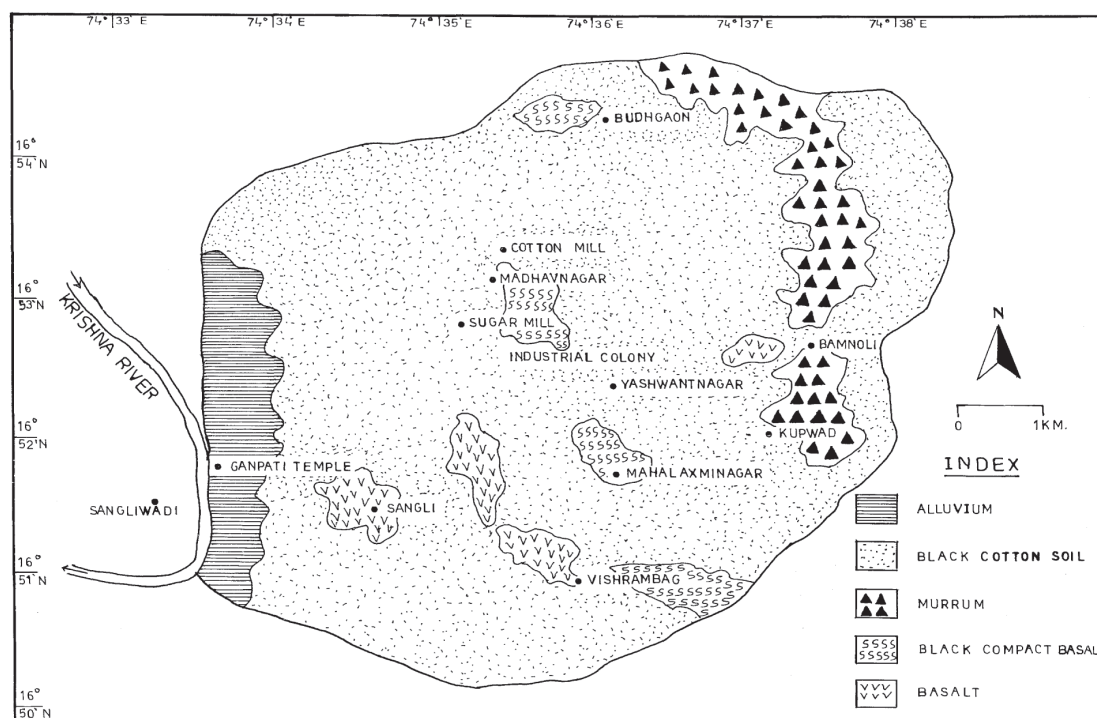 74° 33' E
74° 34' E
74° 35' E
74° 36' E
74° 37' E
74° 38' E
16°
54' N
16°
53' N
16°
52' N
16°
51' N
16°
50' N
BUDHGAON
COTTON MILL
MADHAVNAGAR
SUGAR MILL
INDUSTRIAL COLONY
BAMNOLI
YASHWANTNAGAR
KUPWAD
MAHALAXMINAGAR
KRISHNA RIVER
GANPATI TEMPLE
SANGLIWADI
SANGLI
VISHRAMBAG
N
0 1KM.
INDEX
ALLUVIUM
BLACK COTTON SOIL
MURRUM
BLACK COMPACT BASAL
BASALT